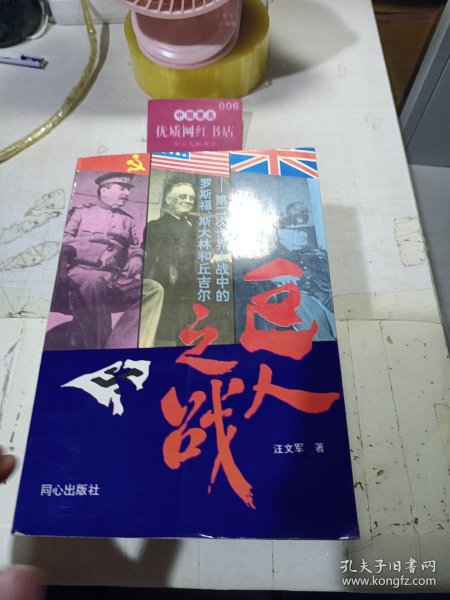 006
中国著名
优质网红书店
——第二次世界大战中的
罗斯福、斯大林和丘吉尔
巨人
之战
汪文军 著
同心出版社
孔夫子旧书网
www.kongfz.com